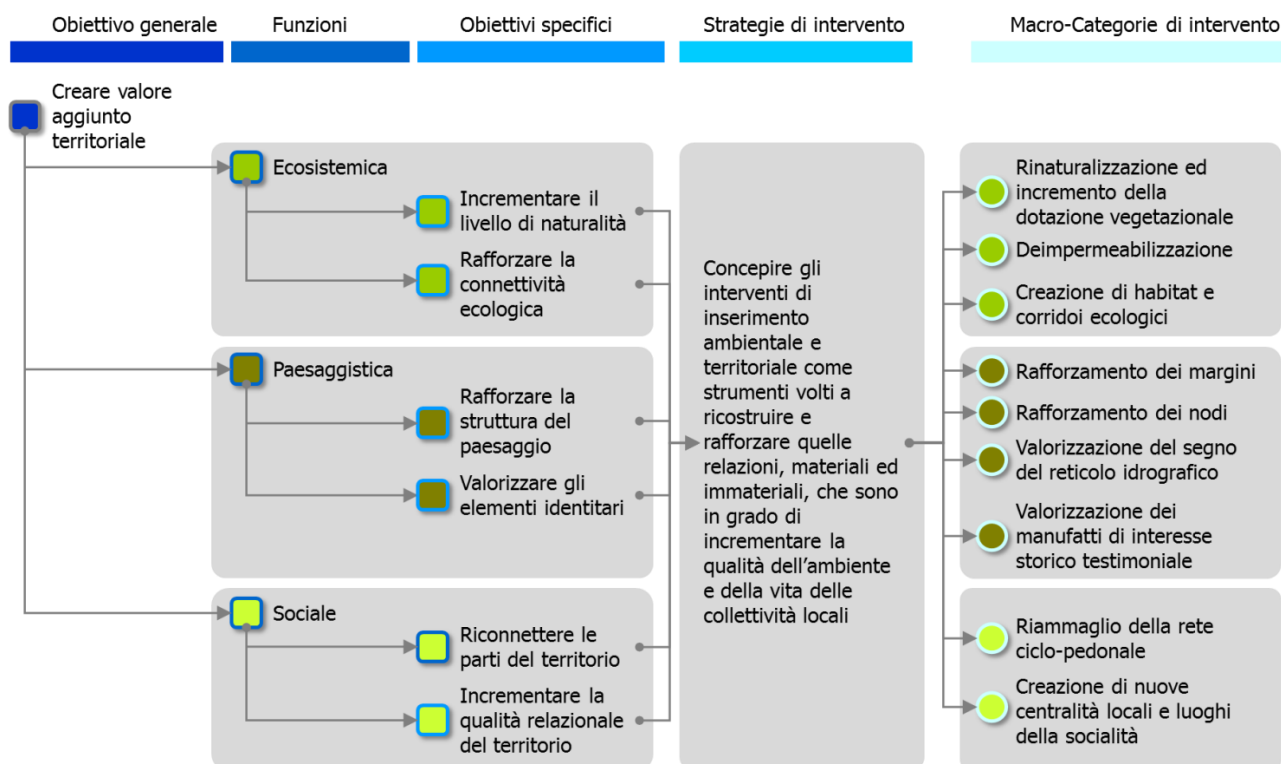 Obiettivo generale
Funzioni
Obiettivi specifici
Strategie di intervento
Macro-Categorie di intervento
Creare valore
aggiunto
territoriale
Ecosistemica
Incrementare il
livello di naturalità
Rafforzare la
connettività
ecologica
Paesaggistica
Rafforzare la
struttura del
paesaggio
Valorizzare gli
elementi identitari
Sociale
Riconnettere le
parti del territorio
Incrementare la
qualità relazionale
del territorio
Concepire gli
interventi di
inserimento
ambientale e
territoriale come
strumenti volti a
ricostruire e
rafforzare quelle
relazioni, materiali ed
immateriali, che sono
in grado di
incrementare la
qualità dell’ambiente
e della vita delle
collettività locali
Rinaturalizzazione ed
incremento della
dotazione vegetazionale
Deimpermeabilizzazione
Creazione di habitat e
corridoi ecologici
Rafforzamento dei margini
Rafforzamento dei nodi
Valorizzazione del segno
del reticolo idrografico
Valorizzazione dei
manufatti di interesse
storico testimoniale
Riammaglio della rete
ciclo-pedonale
Creazione di nuove
centralità locali e luoghi
della socialità